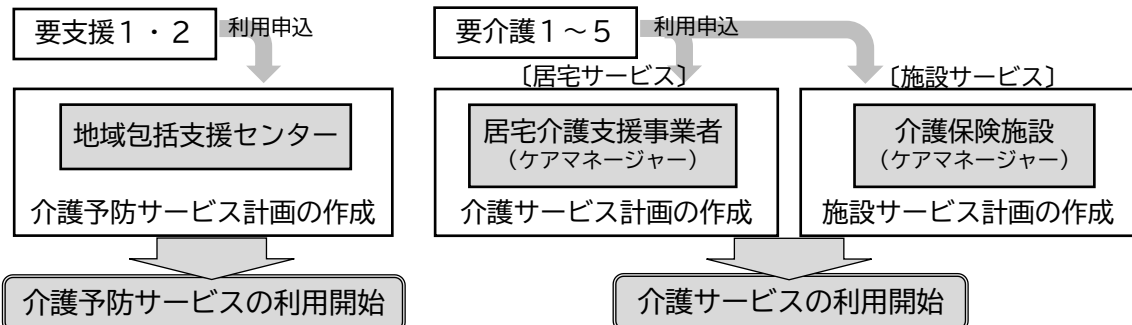 要支援1・2
利用申込
地域包括支援センター
介護予防サービス計画の作成
介護予防サービスの利用開始
要介護1～5
利用申込
〔居宅サービス〕
居宅介護支援事業者
（ケアマネージャー）
介護サービス計画の作成
〔施設サービス〕
介護保険施設
（ケアマネージャー）
施設サービス計画の作成
介護サービスの利用開始